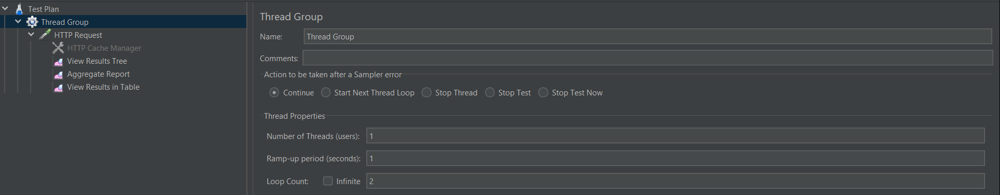 Test Plan
Thread Group
HTTP Request
HTTP Cache Manager
View Results Tree
Aggregate Report
View Results in Table
Thread Group
Name: Thread Group
Comments:
Action to be taken after a Sampler error
Continue Start Next Thread Loop Stop Thread Stop Test Stop Test Now
Thread Properties
Number of Threads (users): 1
Ramp-up period (seconds): 1
Loop Count: Infinite 2